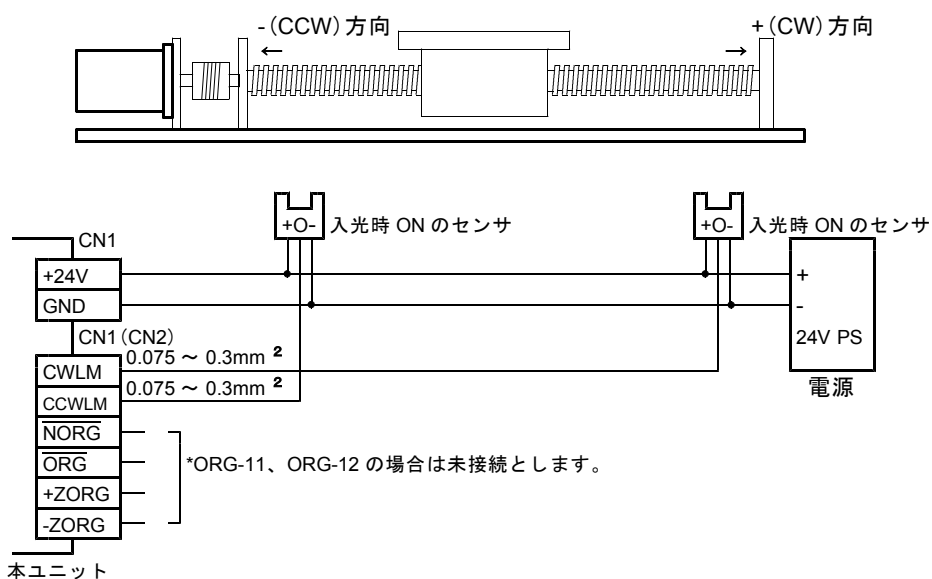 -(CCW)方向
←
+(CW)方向
→
+O- 入光時 ON のセンサ
+O- 入光時 ON のセンサ
CN1
+24V
GND
+
-
24V PS
電源
CN1(CN2)
CWLM 0.075 ～ 0.3mm ²
CCWLM 0.075 ～ 0.3mm ²
N̅O̅R̅G̅
O̅R̅G̅
*ORG-11、ORG-12 の場合は未接続とします。
+ZORG
-ZORG
本ユニット